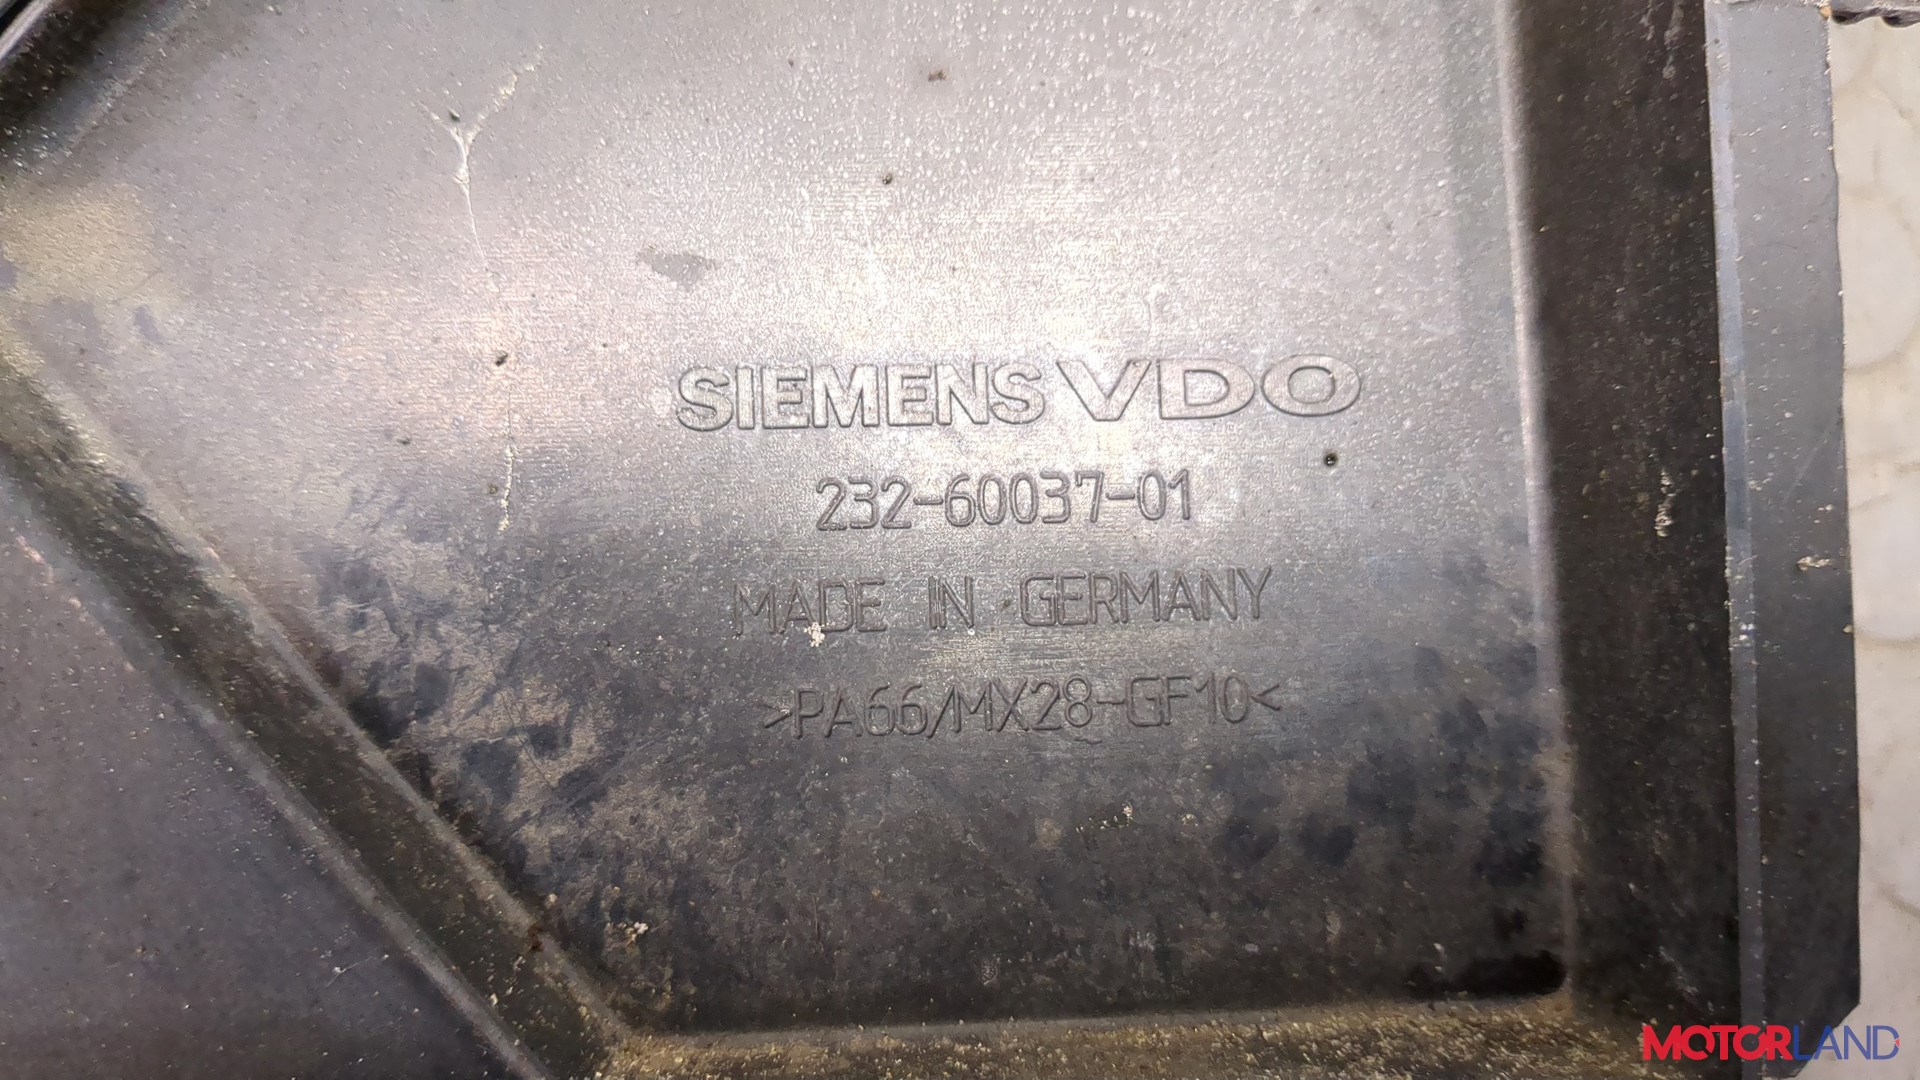 SIEMENS VDO
232-60037-01
MADE IN GERMANY
>PA66/MX28-GF10<
MOTORLAND